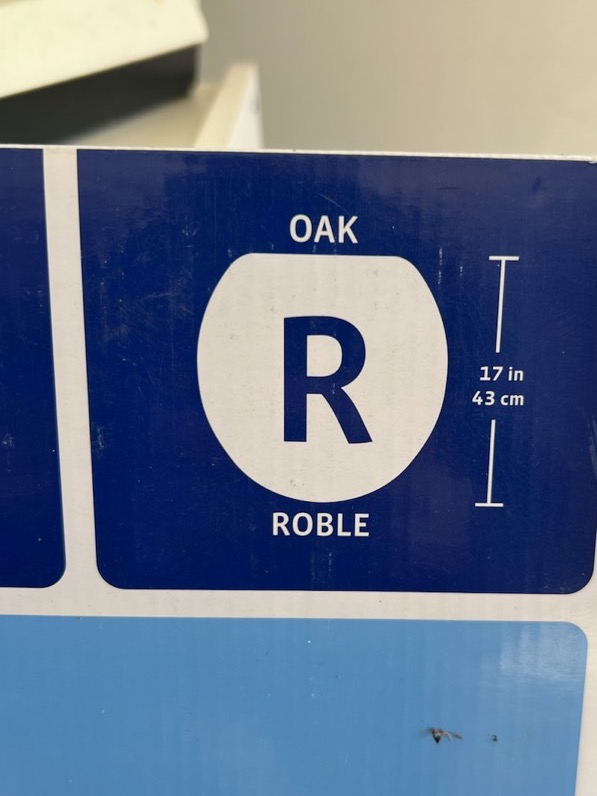 OAK
R
17 in
43 cm
ROBLE